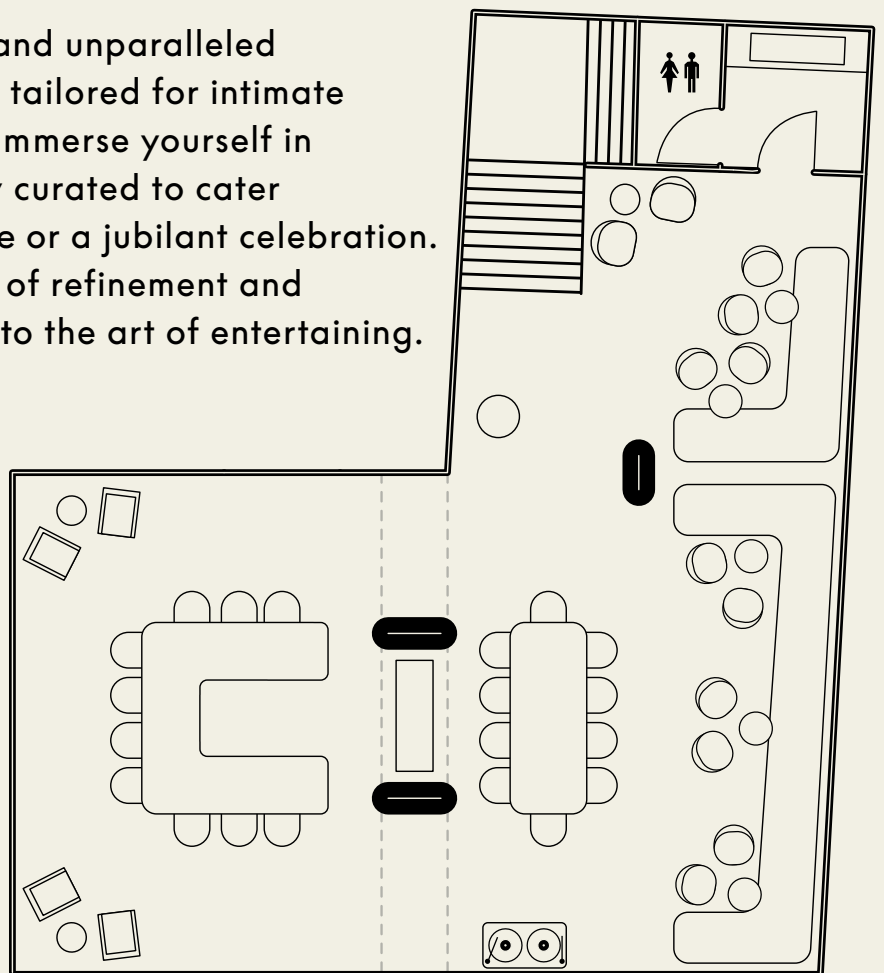 and unparalleled
tailored for intimate
mmerse yourself in
curated to cater
e or a jubilant celebration.
of refinement and
to the art of entertaining.